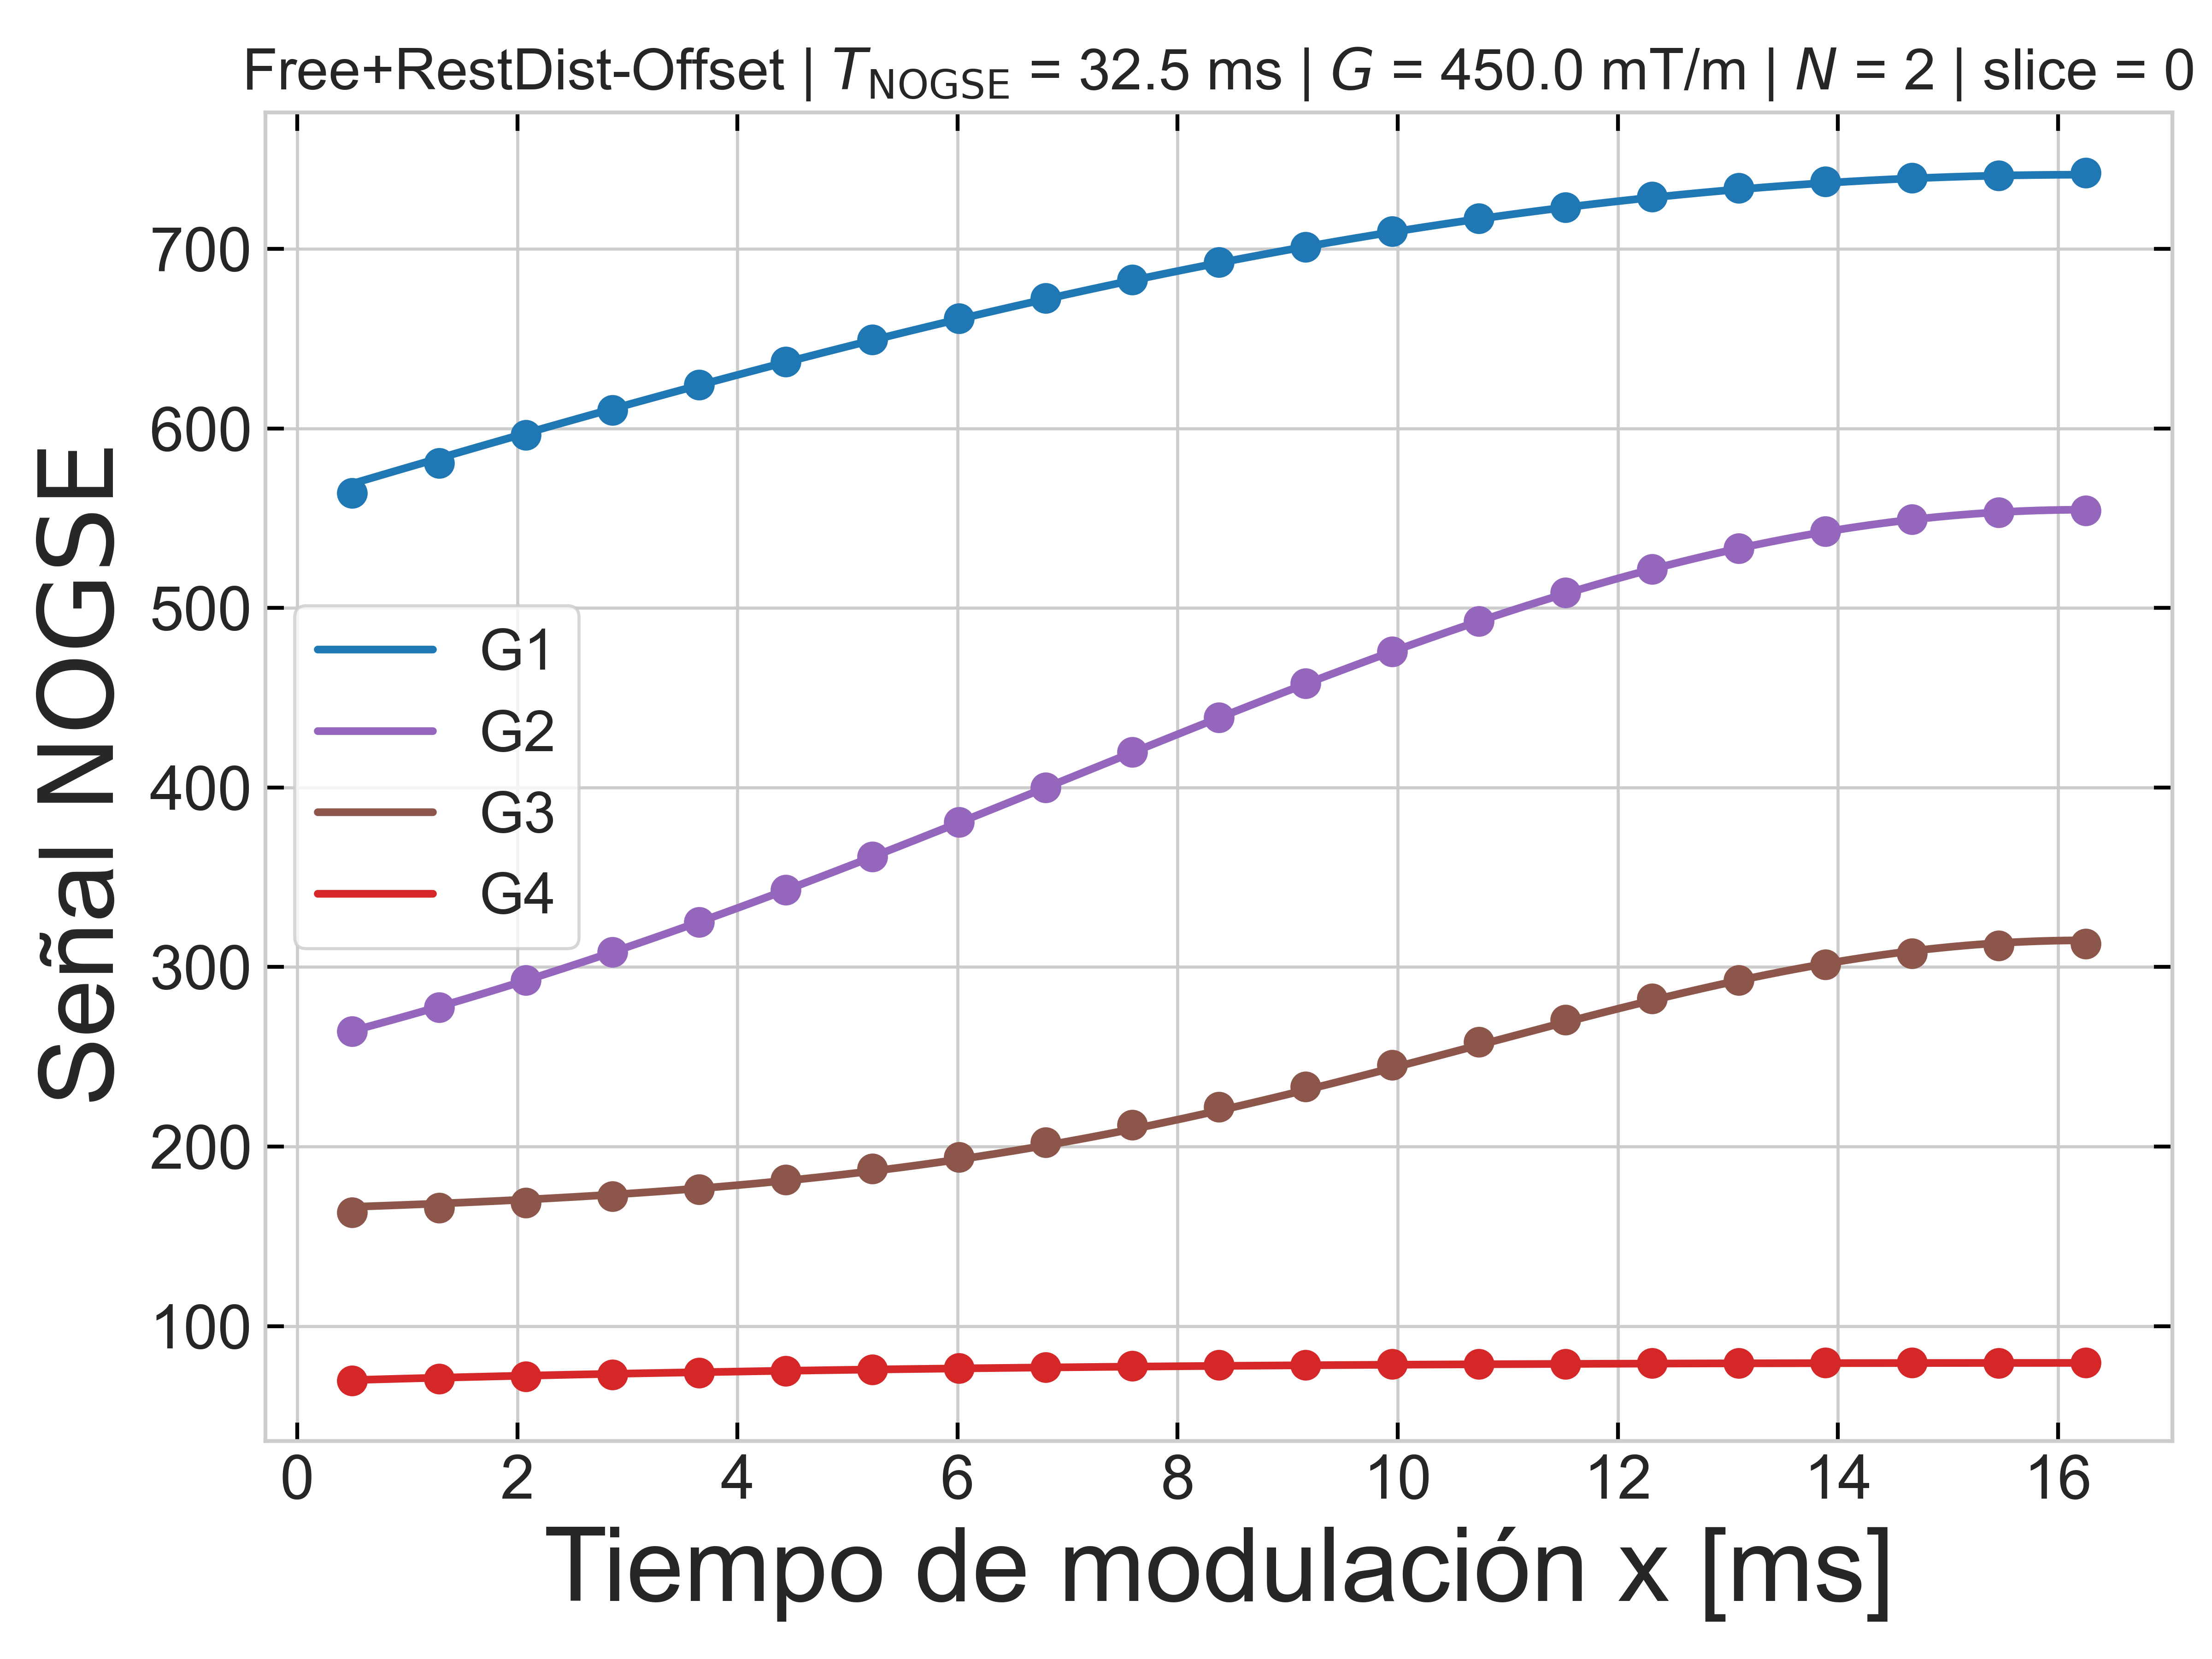 Free+RestDist-Offset | T_NOGSE = 32.5 ms | G = 450.0 mT/m | N = 2 | slice = 0
Señal NOGSE
700
600
500
400
300
200
100
G1
G2
G3
G4
0 2 4 6 8 10 12 14 16
Tiempo de modulación x [ms]